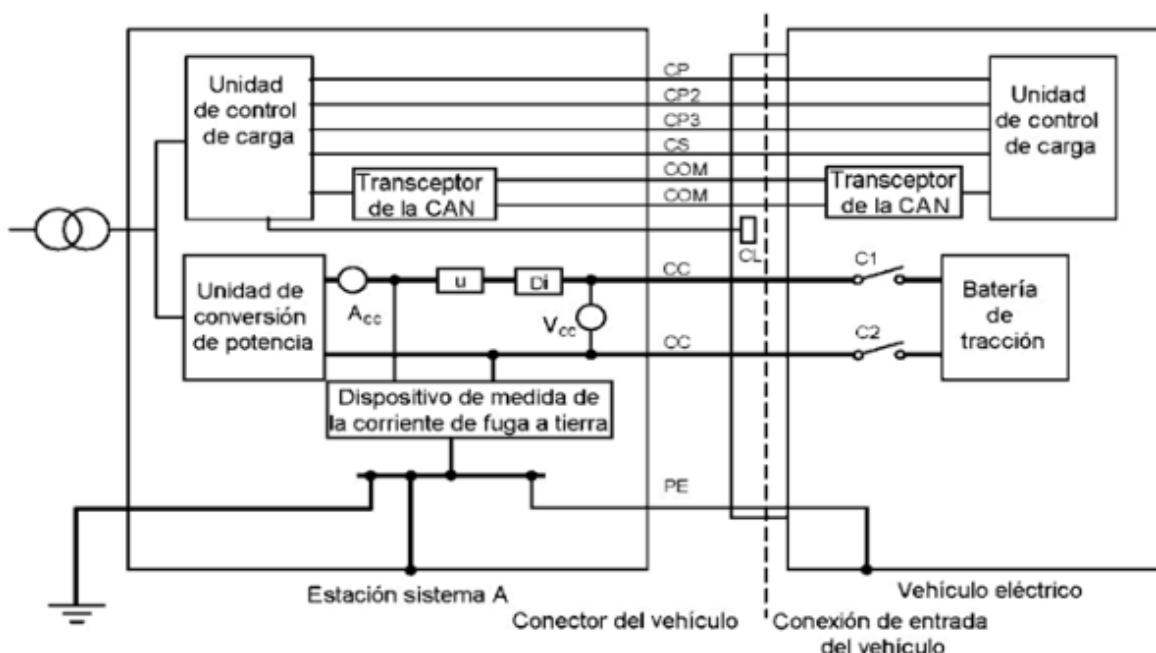 Unidad
de control
de carga
CP
CP2
CP3
CS
COM
COM
Transceptor
de la CAN
Transceptor
de la CAN
Unidad
de control
de carga
CL
Unidad de
conversión
de potencia
Acc
u
Di
Vcc
CC
CC
C1
C2
Batería
de
tracción
Dispositivo de medida de
la corriente de fuga a tierra
PE
Estación sistema A
Vehículo eléctrico
Conector del vehículo
Conexión de entrada
del vehículo